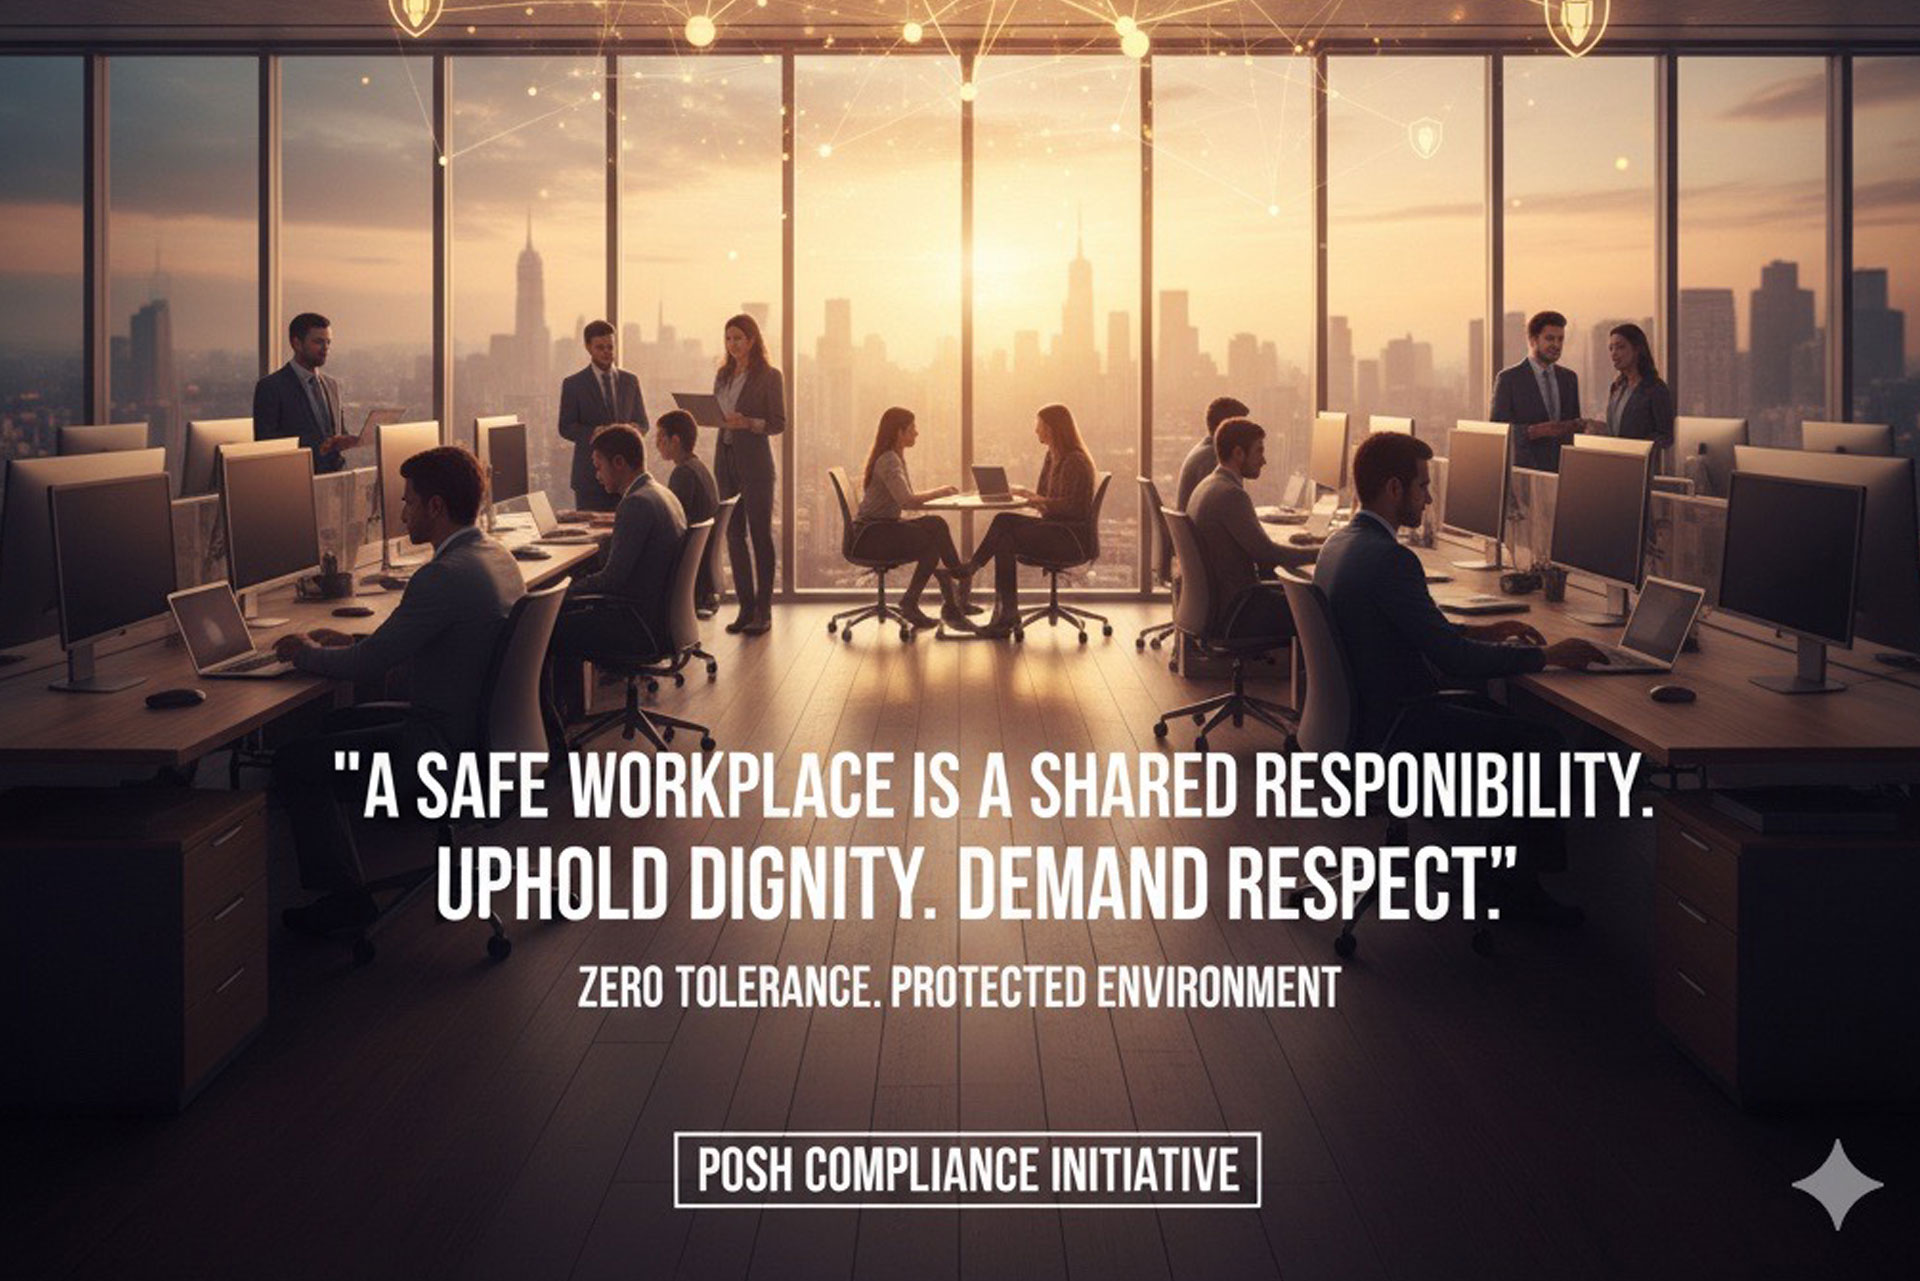 "A SAFE WORKPLACE IS A SHARED RESPONIBILITY.
UPHOLD DIGNITY. DEMAND RESPECT.”
ZERO TOLERANCE. PROTECTED ENVIRONMENT
POSH COMPLIANCE INITIATIVE